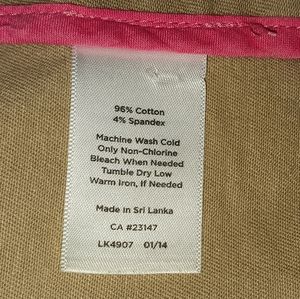 96% Cotton
4% Spandex
Machine Wash Cold
Only Non-Chlorine
Bleach When Needed
Tumble Dry Low
Warm Iron, If Needed
Made in Sri Lanka
CA #23147
LK4907 01/14